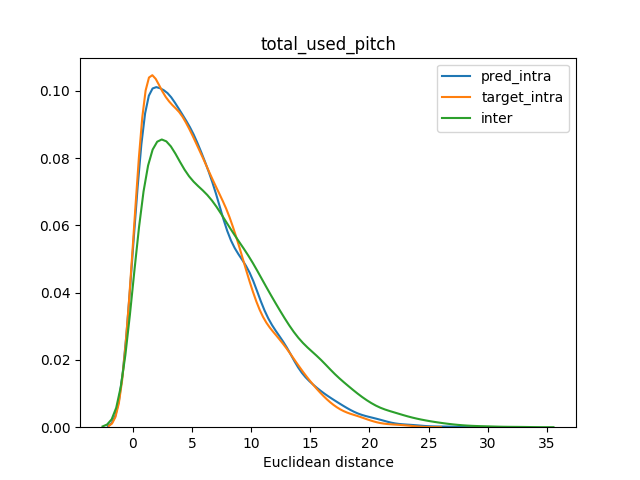 total_used_pitch
pred_intra
target_intra
inter
0.10
0.08
0.06
0.04
0.02
0.00
0 5 10 15 20 25 30 35
Euclidean distance